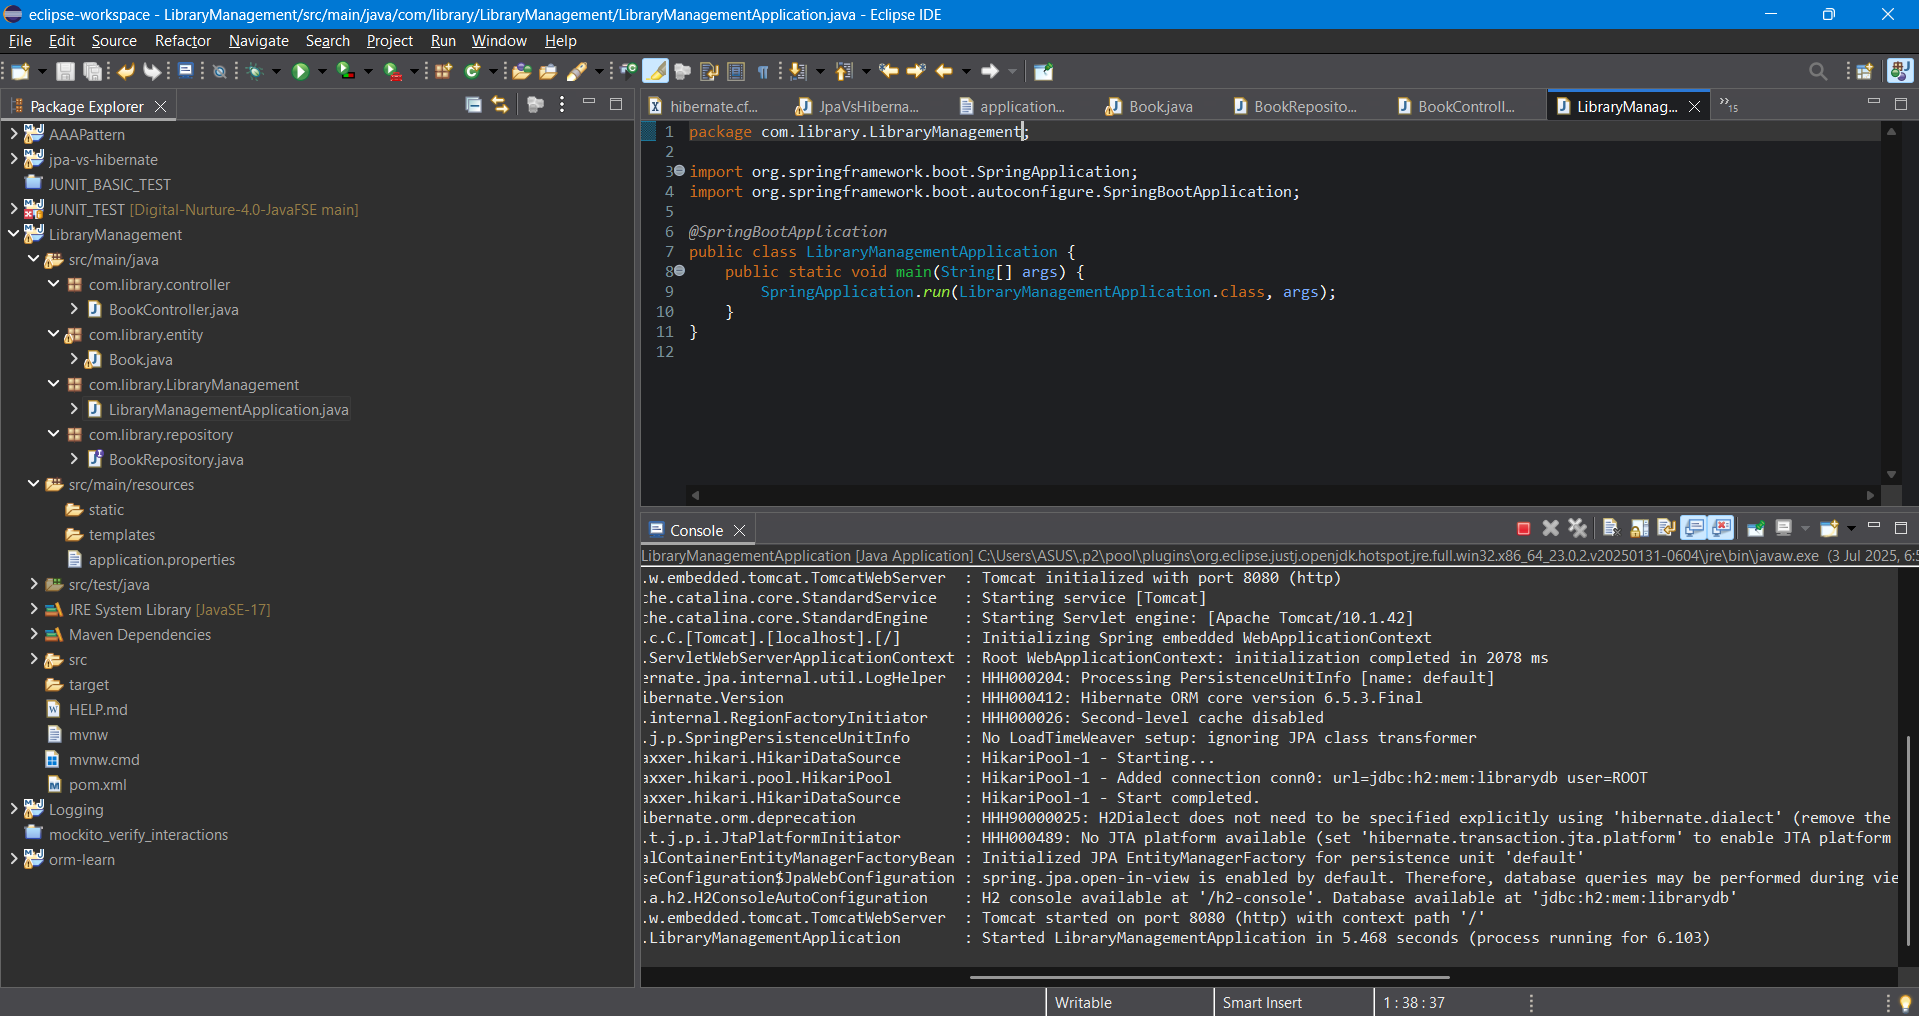 eclipse-workspace - LibraryManagement/src/main/java/com/library/LibraryManagement/LibraryManagementApplication.java - Eclipse IDE
File Edit Source Refactor Navigate Search Project Run Window Help
Package Explorer
AAAPattern
jpa-vs-hibernate
JUNIT_BASIC_TEST
JUNIT_TEST [Digital-Nurture-4.0-JavaFSE main]
LibraryManagement
src/main/java
com.library.controller
BookController.java
com.library.entity
Book.java
com.library.LibraryManagement
LibraryManagementApplication.java
com.library.repository
BookRepository.java
src/main/resources
static
templates
application.properties
src/test/java
JRE System Library [JavaSE-17]
Maven Dependencies
src
target
HELP.md
mvnw
mvnw.cmd
pom.xml
Logging
mockito_verify_interactions
orm-learn
hibernate.cf... JpaVsHiberna... application... Book.java BookReposito... BookControll... LibraryManag... »15
1 package com.library.LibraryManagement;
2
3 import org.springframework.boot.SpringApplication;
4 import org.springframework.boot.autoconfigure.SpringBootApplication;
5
6 @SpringBootApplication
7 public class LibraryManagementApplication {
8 public static void main(String[] args) {
9 SpringApplication.run(LibraryManagementApplication.class, args);
10 }
11 }
12
Console
LibraryManagementApplication [Java Application] C:\Users\ASUS\.p2\pool\plugins\org.eclipse.justj.openjdk.hotspot.jre.full.win32.x86_64_23.0.2.v20250131-0604\jre\bin\javaw.exe (3 Jul 2025, 6:5
.w.embedded.tomcat.TomcatWebServer : Tomcat initialized with port 8080 (http)
che.catalina.core.StandardService : Starting service [Tomcat]
che.catalina.core.StandardEngine : Starting Servlet engine: [Apache Tomcat/10.1.42]
.c.C.[Tomcat].[localhost].[/] : Initializing Spring embedded WebApplicationContext
.ServletWebServerApplicationContext : Root WebApplicationContext: initialization completed in 2078 ms
ernate.jpa.internal.util.LogHelper : HHH000204: Processing PersistenceUnitInfo [name: default]
ibernate.Version : HHH000412: Hibernate ORM core version 6.5.3.Final
.internal.RegionFactoryInitiator : HHH000026: Second-level cache disabled
.j.p.SpringPersistenceUnitInfo : No LoadTimeWeaver setup: ignoring JPA class transformer
axxer.hikari.HikariDataSource : HikariPool-1 - Starting...
axxer.hikari.pool.HikariPool : HikariPool-1 - Added connection conn0: url=jdbc:h2:mem:librarydb user=ROOT
axxer.hikari.HikariDataSource : HikariPool-1 - Start completed.
ibernate.orm.deprecation : HHH90000025: H2Dialect does not need to be specified explicitly using 'hibernate.dialect' (remove the
.t.j.p.i.JtaPlatformInitiator : HHH000489: No JTA platform available (set 'hibernate.transaction.jta.platform' to enable JTA platform
alContainerEntityManagerFactoryBean : Initialized JPA EntityManagerFactory for persistence unit 'default'
seConfiguration$JpaWebConfiguration : spring.jpa.open-in-view is enabled by default. Therefore, database queries may be performed during vie
.a.h2.H2ConsoleAutoConfiguration : H2 console available at '/h2-console'. Database available at 'jdbc:h2:mem:librarydb'
.w.embedded.tomcat.TomcatWebServer : Tomcat started on port 8080 (http) with context path '/'
.LibraryManagementApplication : Started LibraryManagementApplication in 5.468 seconds (process running for 6.103)
Writable Smart Insert 1 : 38 : 37